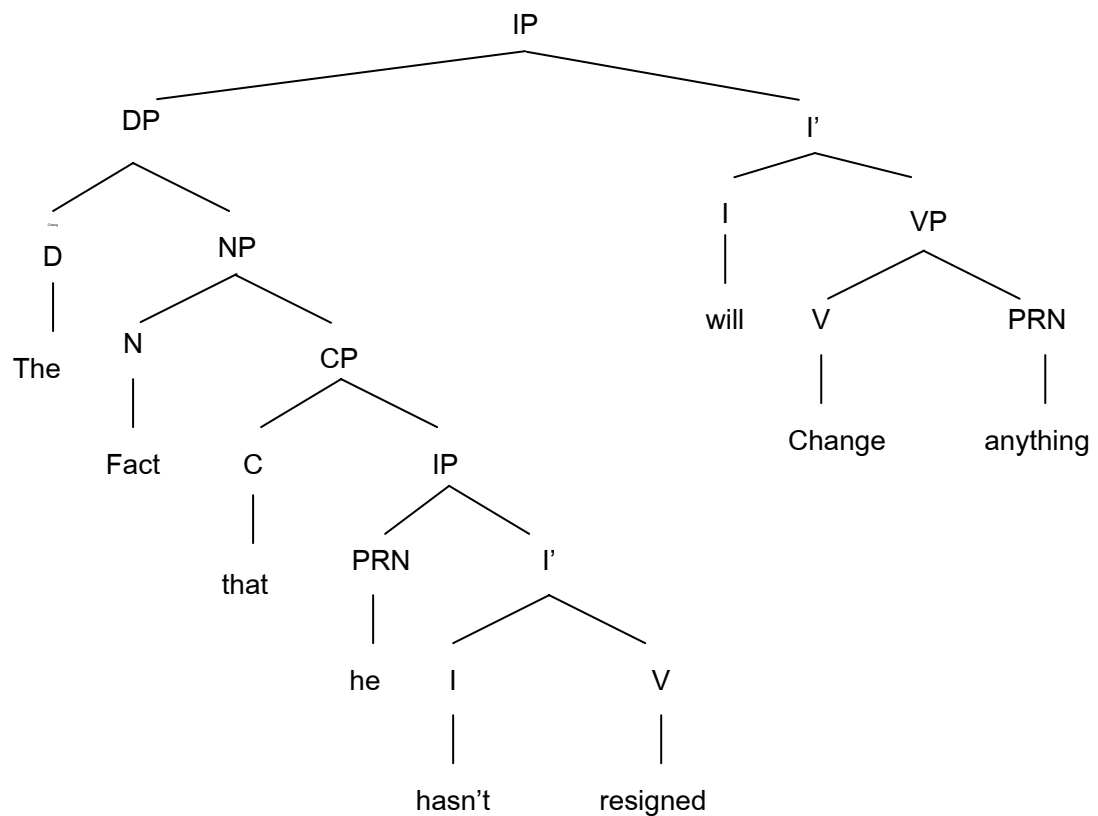 IP
DP
I’
D
NP
I
VP
The
N
CP
will
V
PRN
Fact
C
IP
Change
anything
that
PRN
I’
he
I
V
hasn’t
resigned